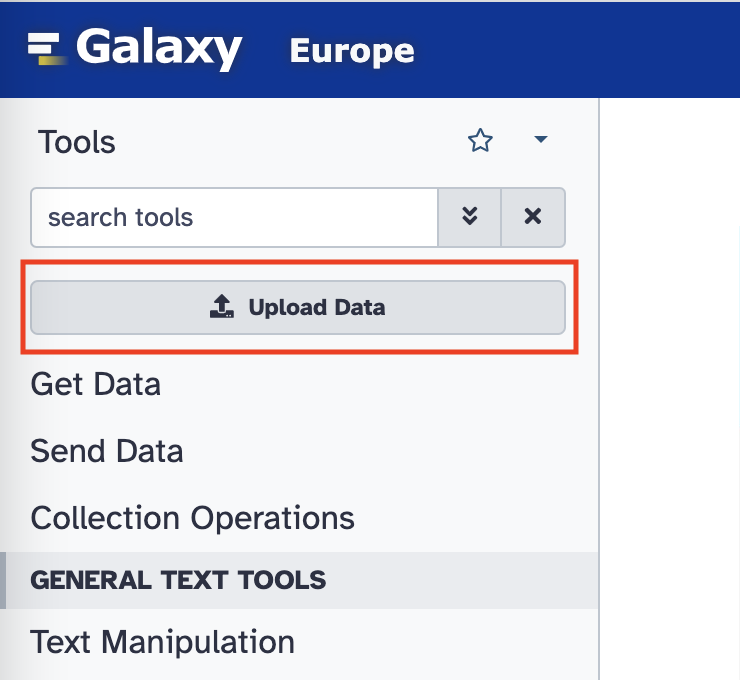 Galaxy Europe
Tools
search tools
Upload Data
Get Data
Send Data
Collection Operations
GENERAL TEXT TOOLS
Text Manipulation